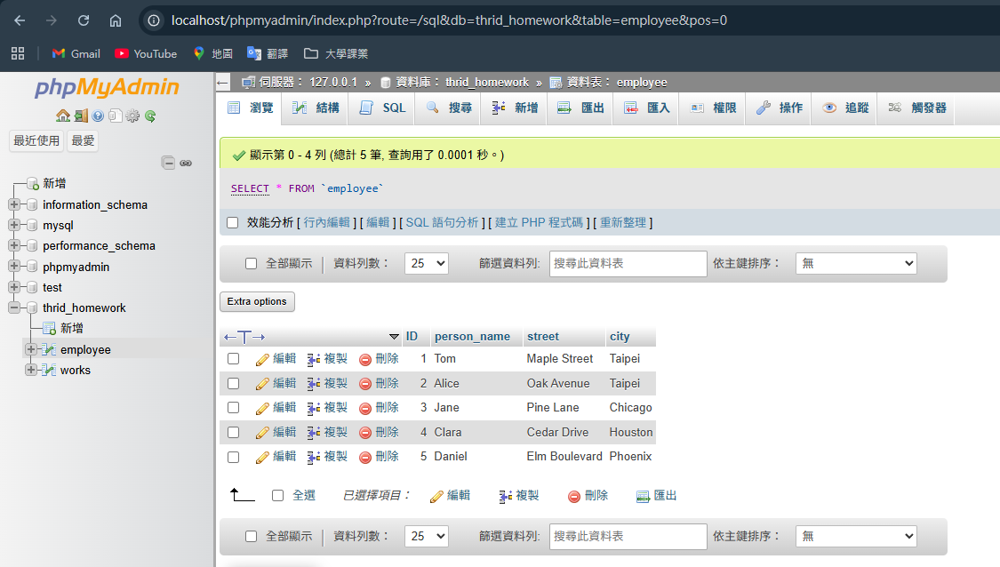 localhost/phpmyadmin/index.php?route=/sql&db=thrid_homework&table=employee&pos=0
Gmail YouTube 地圖 翻譯 大學課業
phpMyAdmin
最近使用 最愛
新增
information_schema
mysql
performance_schema
phpmyadmin
test
thrid_homework
新增
employee
works
伺服器： 127.0.0.1 » 資料庫： thrid_homework » 資料表： employee
瀏覽 結構 SQL 搜尋 新增 匯出 匯入 權限 操作 追蹤 觸發器
顯示第 0 - 4 列 (總計 5 筆, 查詢用了 0.0001 秒。)
SELECT * FROM `employee`
效能分析 [ 行內編輯 ] [ 編輯 ] [ SQL 語句分析 ] [ 建立 PHP 程式碼 ] [ 重新整理 ]
全部顯示 | 資料列數： 25 篩選資料列: 搜尋此資料表 依主鍵排序： 無
Extra options
←T→ ID person_name street city
編輯 複製 刪除 1 Tom Maple Street Taipei
編輯 複製 刪除 2 Alice Oak Avenue Taipei
編輯 複製 刪除 3 Jane Pine Lane Chicago
編輯 複製 刪除 4 Clara Cedar Drive Houston
編輯 複製 刪除 5 Daniel Elm Boulevard Phoenix
全選 已選擇項目： 編輯 複製 刪除 匯出
全部顯示 | 資料列數： 25 篩選資料列: 搜尋此資料表 依主鍵排序： 無